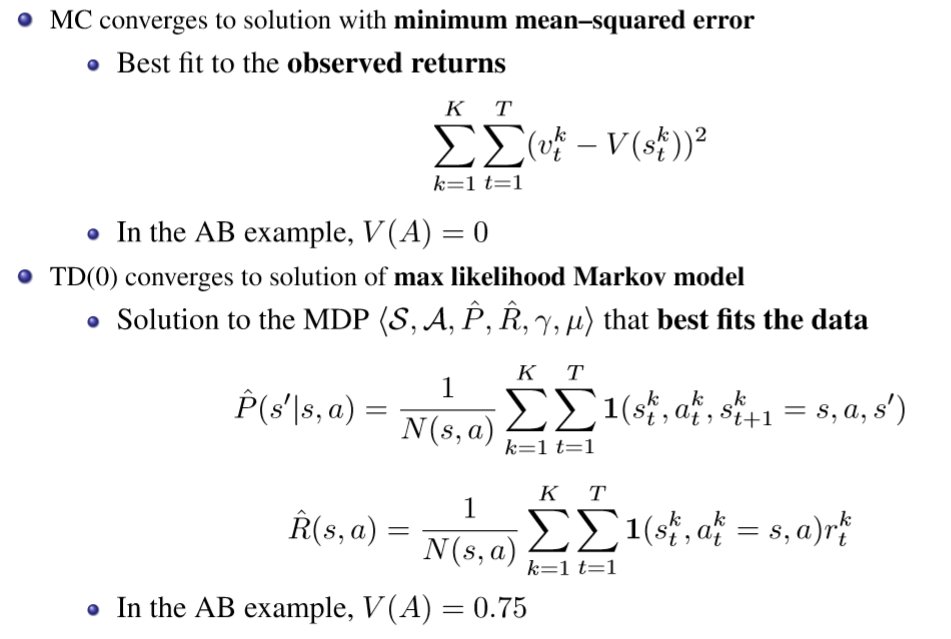 MC converges to solution with minimum mean–squared error
Best fit to the observed returns
$\sum_{k=1}^{K} \sum_{t=1}^{T} (v_t^k - V(s_t^k))^2$
In the AB example, $V(A) = 0$
TD(0) converges to solution of max likelihood Markov model
Solution to the MDP $\langle \mathcal{S}, \mathcal{A}, \hat{P}, \hat{R}, \gamma, \mu \rangle$ that best fits the data
$\hat{P}(s'|s, a) = \frac{1}{N(s, a)} \sum_{k=1}^{K} \sum_{t=1}^{T} \mathbf{1}(s_t^k, a_t^k, s_{t+1}^k = s, a, s')$
$\hat{R}(s, a) = \frac{1}{N(s, a)} \sum_{k=1}^{K} \sum_{t=1}^{T} \mathbf{1}(s_t^k, a_t^k = s, a) r_t^k$
In the AB example, $V(A) = 0.75$